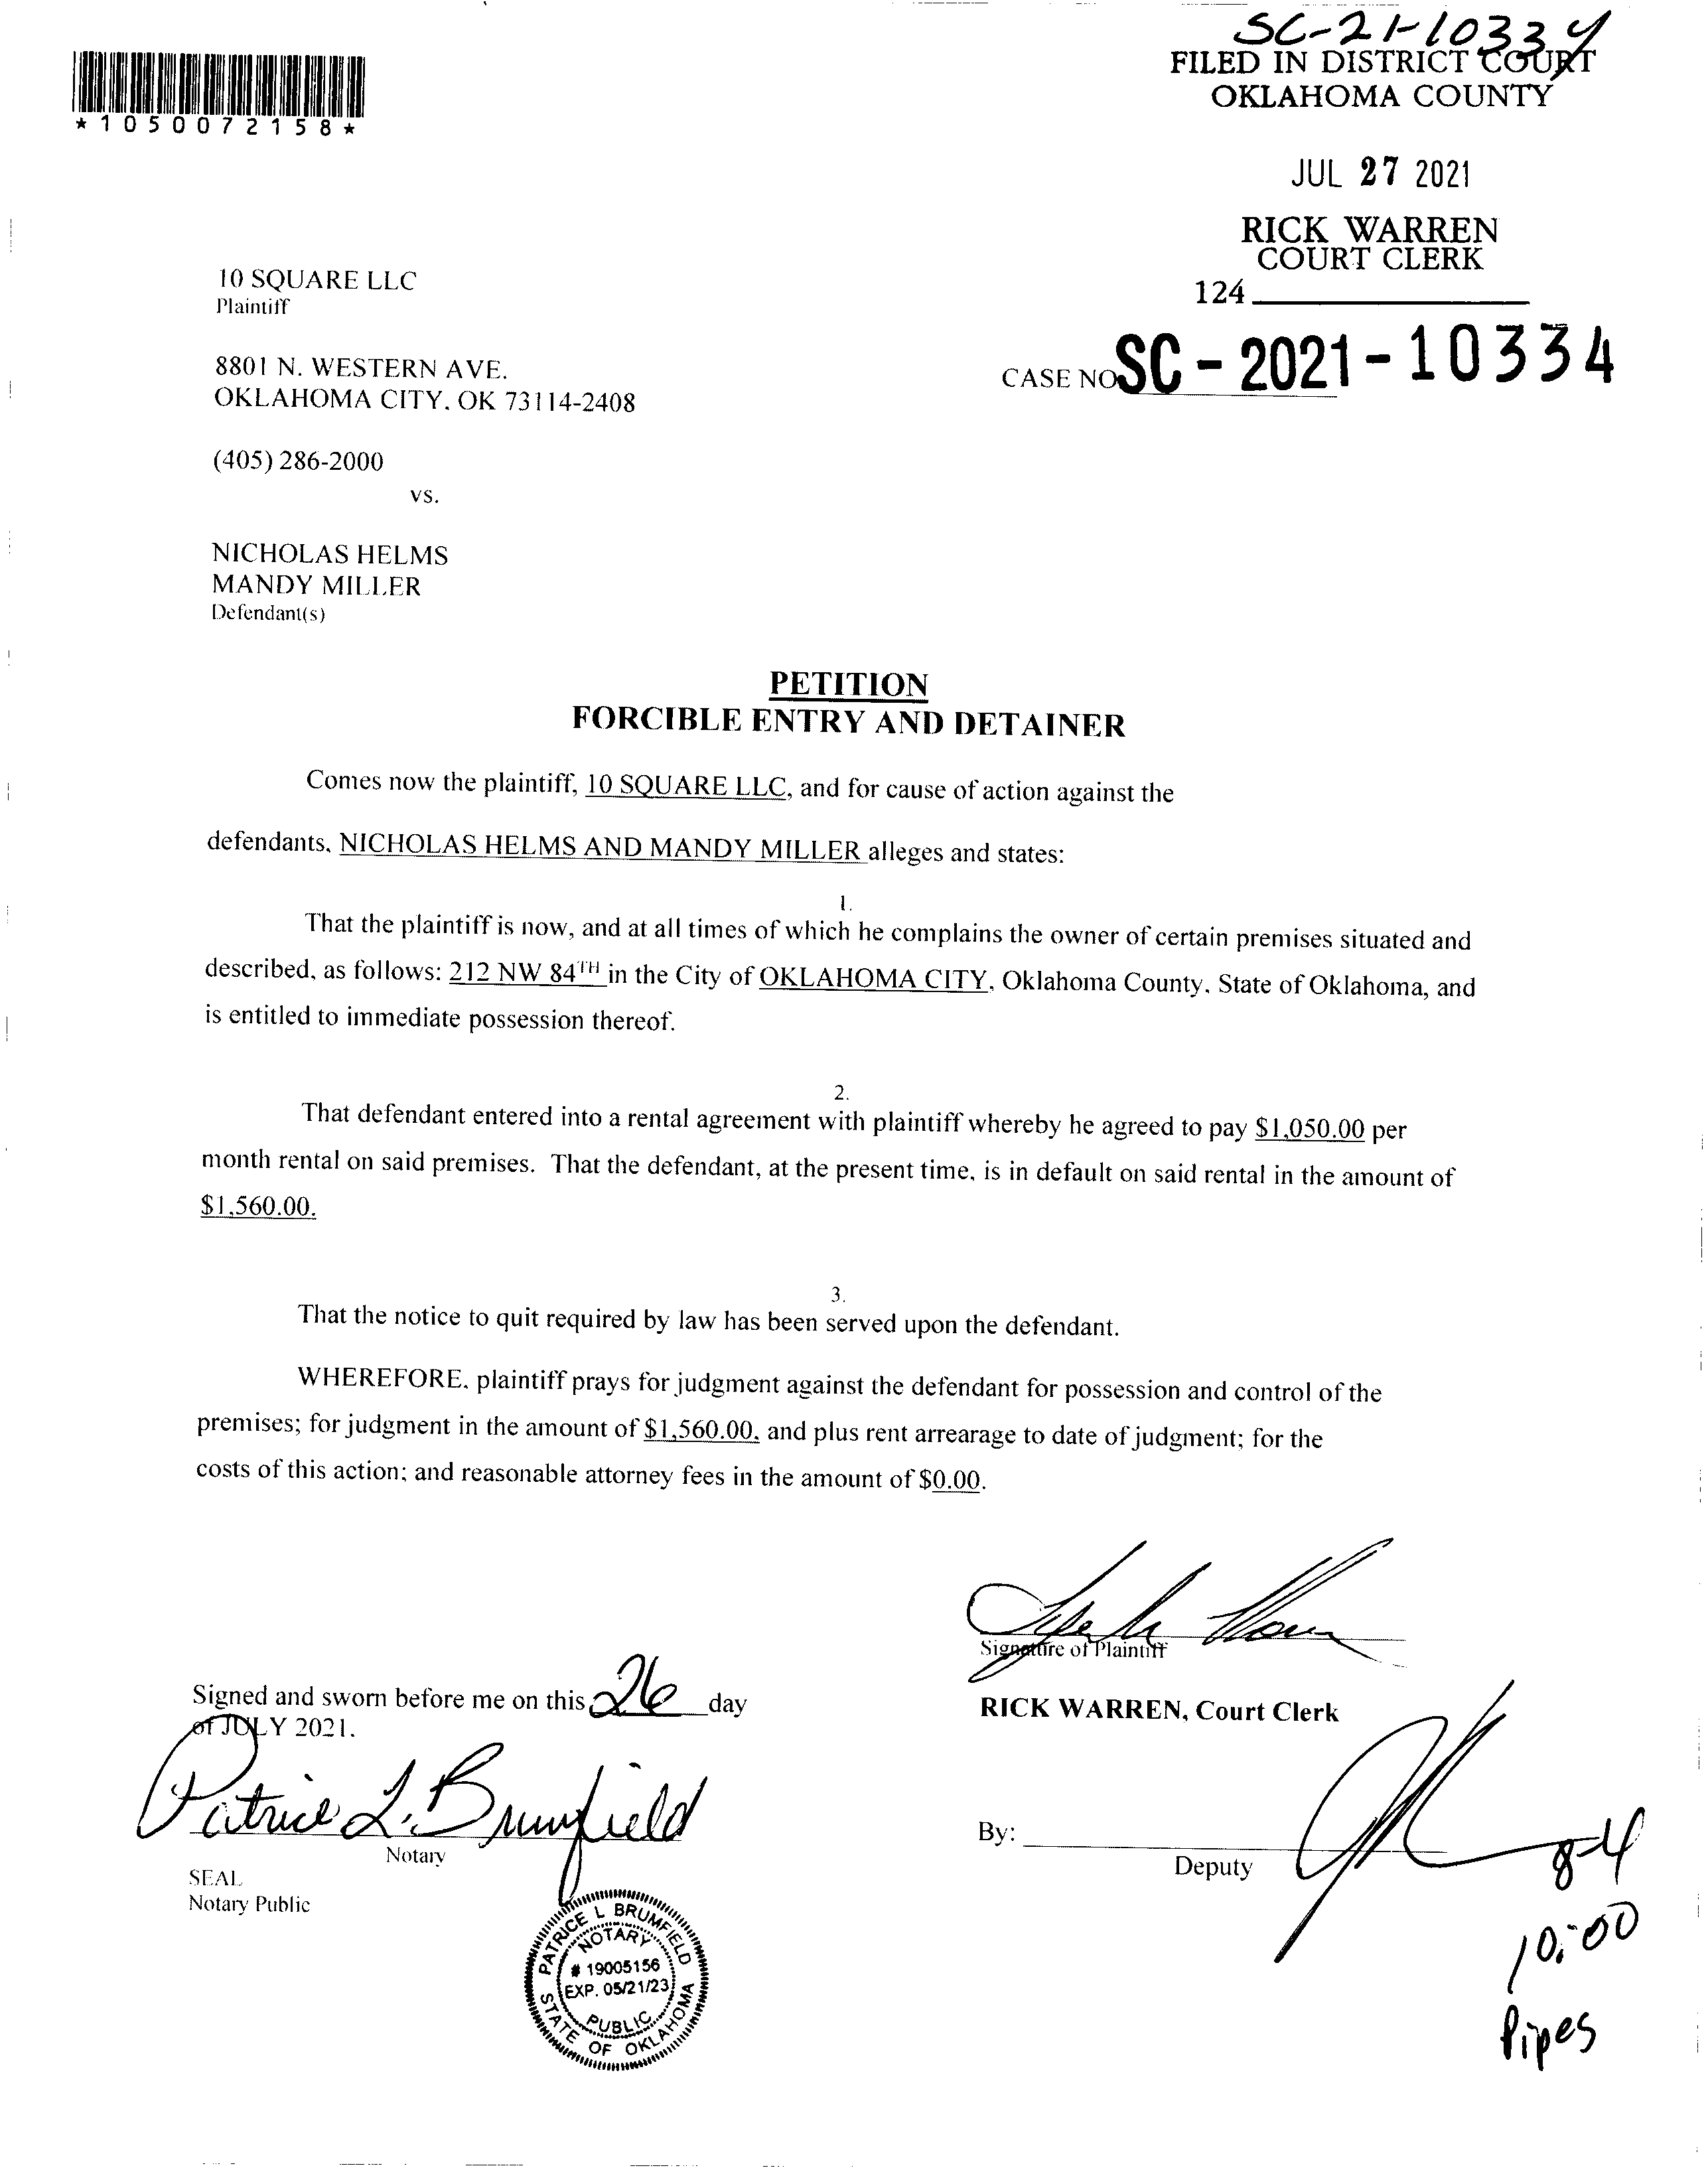 SC-21-10334
FILED IN DISTRICT COURT
OKLAHOMA COUNTY
*1050072158*
JUL 27 2021
RICK WARREN
COURT CLERK
124
10 SQUARE LLC
Plaintiff
8801 N. WESTERN AVE.
OKLAHOMA CITY, OK 73114-2408
CASE NO SC-2021-10334
(405) 286-2000
vs.
NICHOLAS HELMS
MANDY MILLER
Defendant(s)
PETITION
FORCIBLE ENTRY AND DETAINER
Comes now the plaintiff, 10 SQUARE LLC, and for cause of action against the
defendants, NICHOLAS HELMS AND MANDY MILLER alleges and states:
1.
That the plaintiff is now, and at all times of which he complains the owner of certain premises situated and
described, as follows: 212 NW 84TH in the City of OKLAHOMA CITY, Oklahoma County, State of Oklahoma, and
is entitled to immediate possession thereof.
2.
That defendant entered into a rental agreement with plaintiff whereby he agreed to pay $1,050.00 per
month rental on said premises. That the defendant, at the present time, is in default on said rental in the amount of
$1,560.00.
3.
That the notice to quit required by law has been served upon the defendant.
WHEREFORE, plaintiff prays for judgment against the defendant for possession and control of the
premises; for judgment in the amount of $1,560.00, and plus rent arrearage to date of judgment; for the
costs of this action; and reasonable attorney fees in the amount of $0.00.
Signature of Plaintiff
Signed and sworn before me on this 26 day
of JULY 2021.
RICK WARREN, Court Clerk
Patrice L. Brumfield
Notary
SEAL
Notary Public
By:
Deputy
8-4
10:00
Pipes
PATRICE L BRUMFIELD
NOTARY
# 19005156
EXP. 05/21/23
PUBLIC
STATE OF OKLAHOMA